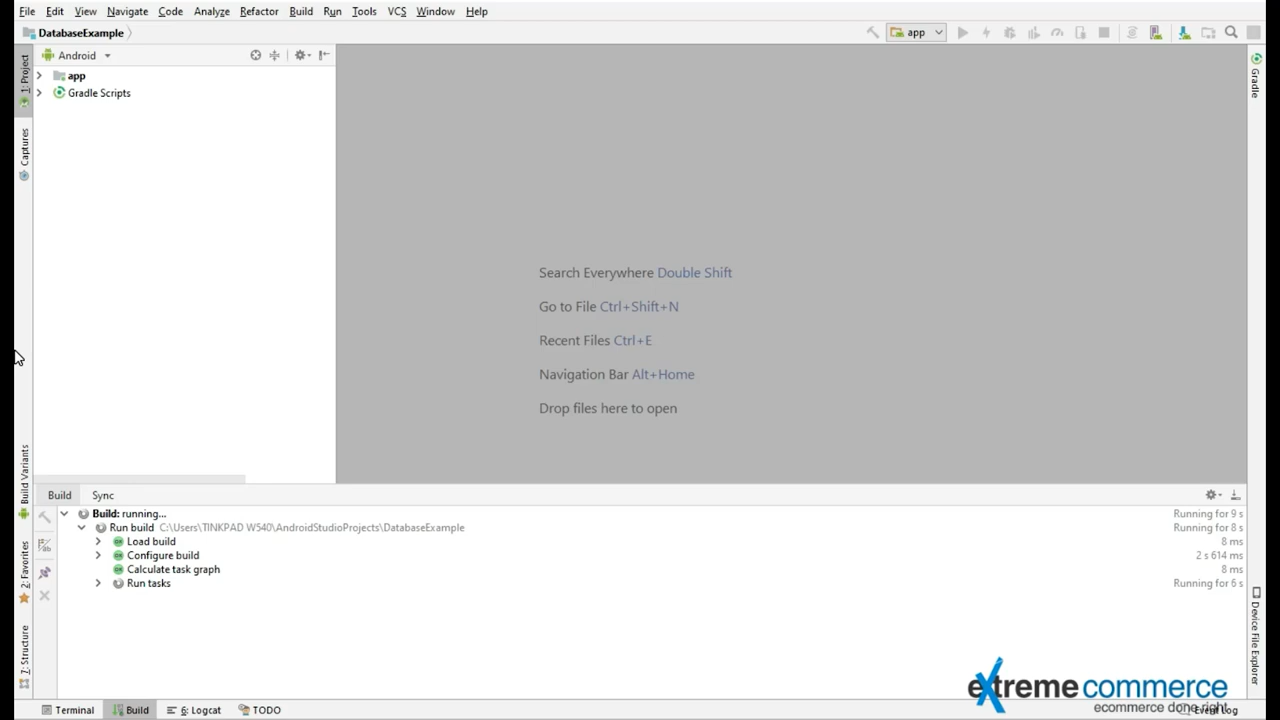 File Edit View Navigate Code Analyze Refactor Build Run Tools VCS Window Help
DatabaseExample
app
Android
app
Gradle Scripts
1: Project
Captures
Build Variants
2: Favorites
7: Structure
Gradle
Device File Explorer
Search Everywhere Double Shift
Go to File Ctrl+Shift+N
Recent Files Ctrl+E
Navigation Bar Alt+Home
Drop files here to open
Build Sync
Build: running... Running for 9 s
Run build C:\Users\TINKPAD W540\AndroidStudioProjects\DatabaseExample Running for 8 s
Load build 8 ms
Configure build 2 s 614 ms
Calculate task graph 8 ms
Run tasks Running for 6 s
extreme commerce
ecommerce done right
Terminal Build 6: Logcat TODO Event Log